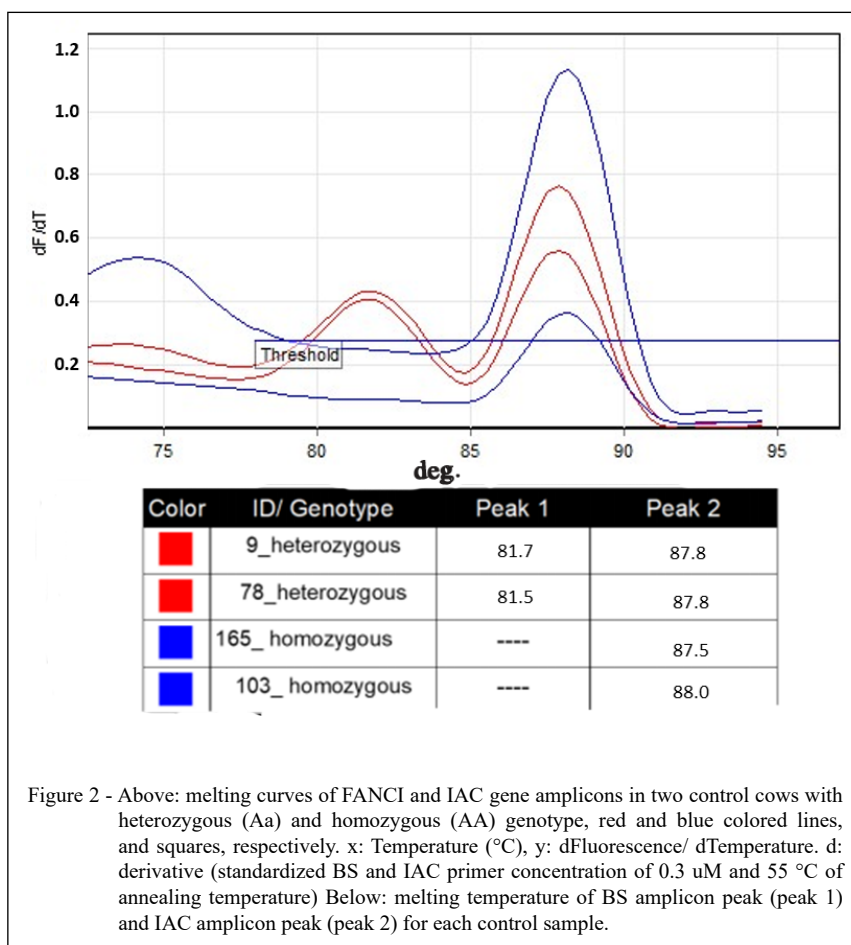 1.2
1.0
0.8
dF/dT
0.6
0.4
Threshold
0.2
75 80 85 90 95
deg.
Color ID/ Genotype Peak 1 Peak 2
9_heterozygous 81.7 87.8
78_heterozygous 81.5 87.8
165_ homozygous ---- 87.5
103_ homozygous ---- 88.0
Figure 2 - Above: melting curves of FANCI and IAC gene amplicons in two control cows with
heterozygous (Aa) and homozygous (AA) genotype, red and blue colored lines,
and squares, respectively. x: Temperature (°C), y: dFluorescence/ dTemperature. d:
derivative (standardized BS and IAC primer concentration of 0.3 uM and 55 °C of
annealing temperature) Below: melting temperature of BS amplicon peak (peak 1)
and IAC amplicon peak (peak 2) for each control sample.